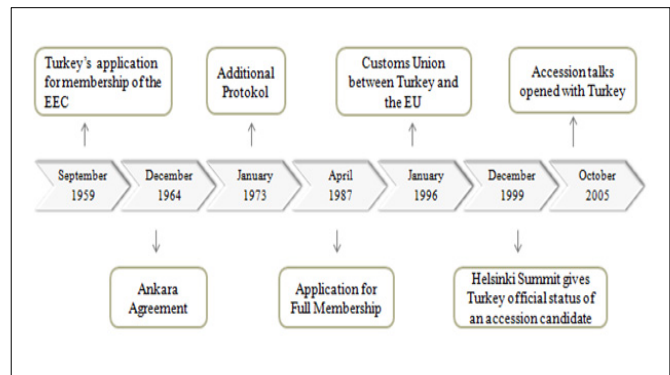 Turkey's application
for membership of the
EEC
Additional
Protokol
Customs Union
between Turkey and
the EU
Accession talks
opened with Turkey
September
1959
December
1964
January
1973
April
1987
January
1996
December
1999
October
2005
Ankara
Agreement
Application for
Full Membership
Helsinki Summit gives
Turkey official status of
an accession candidate